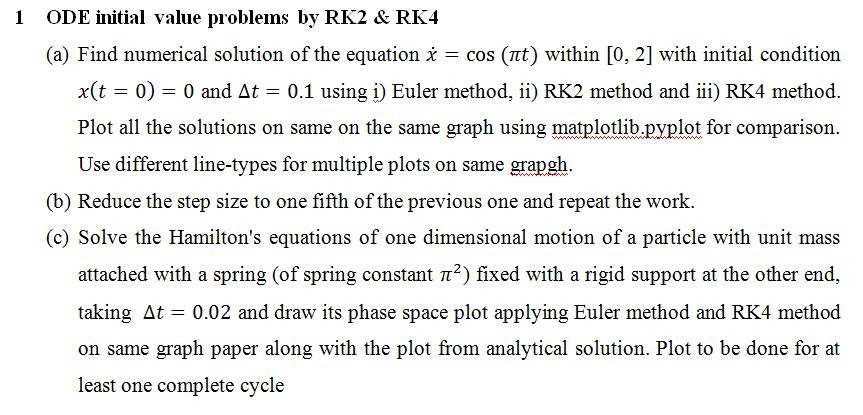 1 ODE initial value problems by RK2 & RK4
(a) Find numerical solution of the equation ẋ = cos (πt) within [0, 2] with initial condition
x(t = 0) = 0 and Δt = 0.1 using i) Euler method, ii) RK2 method and iii) RK4 method.
Plot all the solutions on same on the same graph using matplotlib.pyplot for comparison.
Use different line-types for multiple plots on same grapgh.
(b) Reduce the step size to one fifth of the previous one and repeat the work.
(c) Solve the Hamilton's equations of one dimensional motion of a particle with unit mass
attached with a spring (of spring constant π²) fixed with a rigid support at the other end,
taking Δt = 0.02 and draw its phase space plot applying Euler method and RK4 method
on same graph paper along with the plot from analytical solution. Plot to be done for at
least one complete cycle